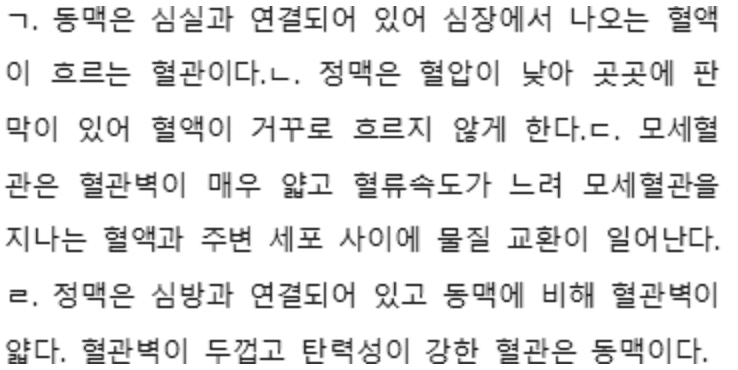 ㄱ. 동맥은 심실과 연결되어 있어 심장에서 나오는 혈액
이 흐르는 혈관이다.ㄴ. 정맥은 혈압이 낮아 곳곳에 판
막이 있어 혈액이 거꾸로 흐르지 않게 한다.ㄷ. 모세혈
관은 혈관벽이 매우 얇고 혈류속도가 느려 모세혈관을
지나는 혈액과 주변 세포 사이에 물질 교환이 일어난다.
ㄹ. 정맥은 심방과 연결되어 있고 동맥에 비해 혈관벽이
얇다. 혈관벽이 두껍고 탄력성이 강한 혈관은 동맥이다.